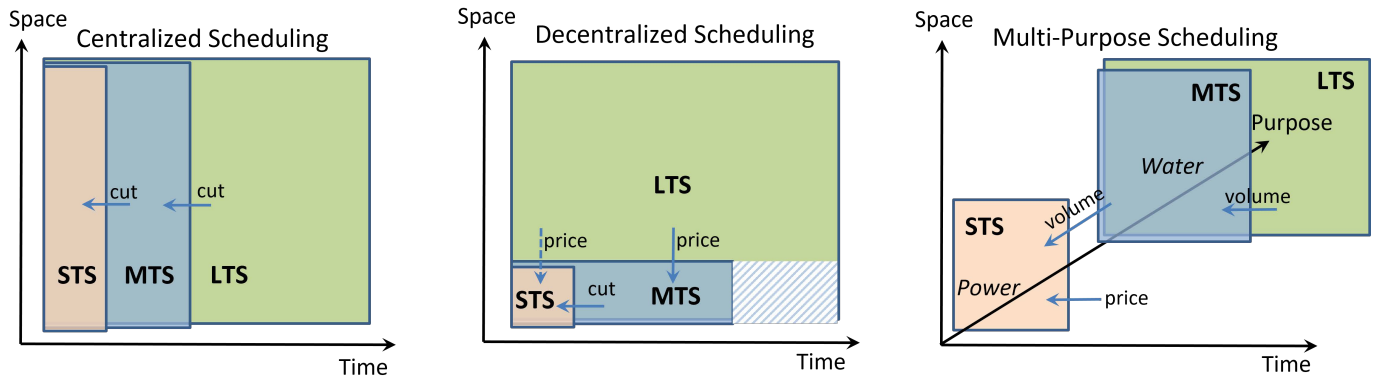 Space
Centralized Scheduling
cut
cut
STS
MTS
LTS
Time
Space
Decentralized Scheduling
LTS
price
price
STS
cut
MTS
Time
Space
Multi-Purpose Scheduling
LTS
MTS
Purpose
Water
volume
volume
STS
Power
price
Time